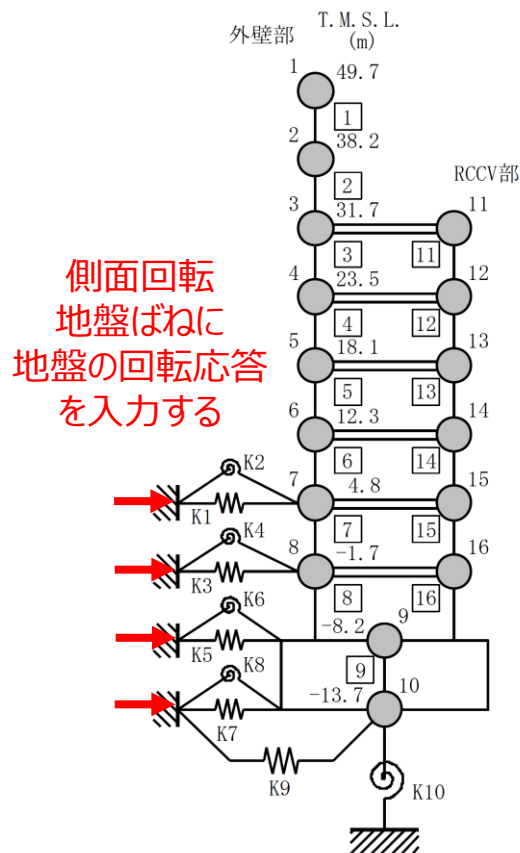 T.M.S.L.
(m)
外壁部
1
49.7
1
2
38.2
2
RCCV部
3
31.7
11
3
11
4
23.5
12
4
12
5
18.1
13
5
13
6
12.3
14
6
14
側面回転
地盤ばねに
地盤の回転応答
を入力する
K2
7
4.8
15
K1
7
15
K4
8
-1.7
16
K3
8
16
K6
-8.2
9
K5
9
K8
-13.7
10
K7
K9
K10